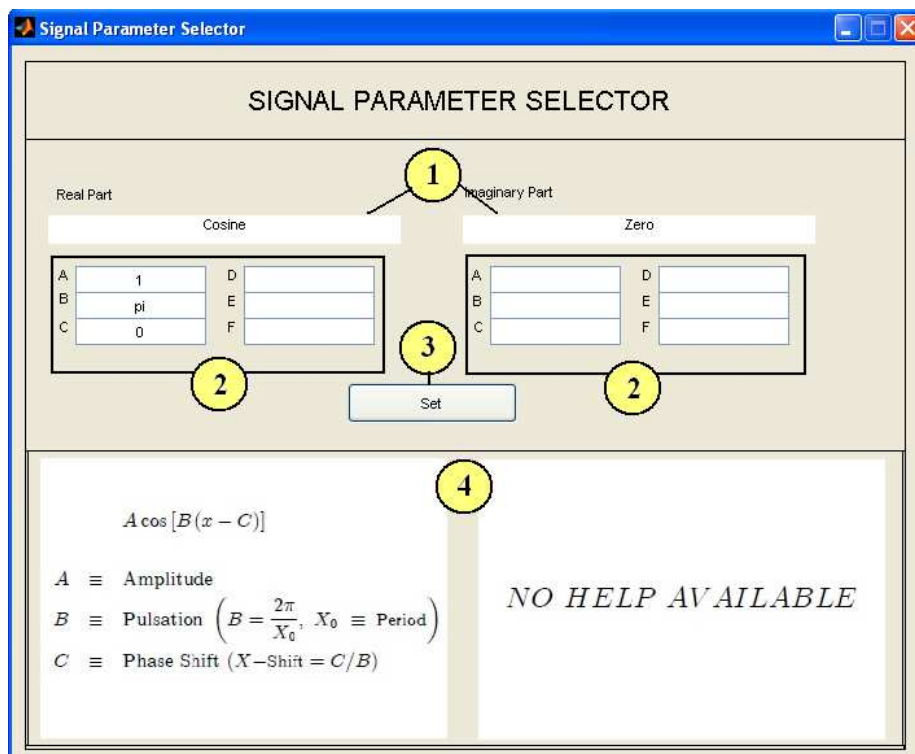 Signal Parameter Selector
SIGNAL PARAMETER SELECTOR
1
Real Part
Imaginary Part
Cosine
Zero
A 1 D
B pi E
C 0 F
A D
B E
C F
2
3
2
Set
4
A cos [B(x − C)]
A ≡ Amplitude
B ≡ Pulsation (B = 2π/X₀, X₀ ≡ Period)
C ≡ Phase Shift (X−Shift = C/B)
NO HELP AVAILABLE